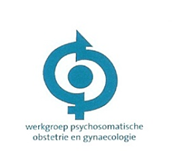 werkgroep psychosomatische
obstetrie en gynaecologie